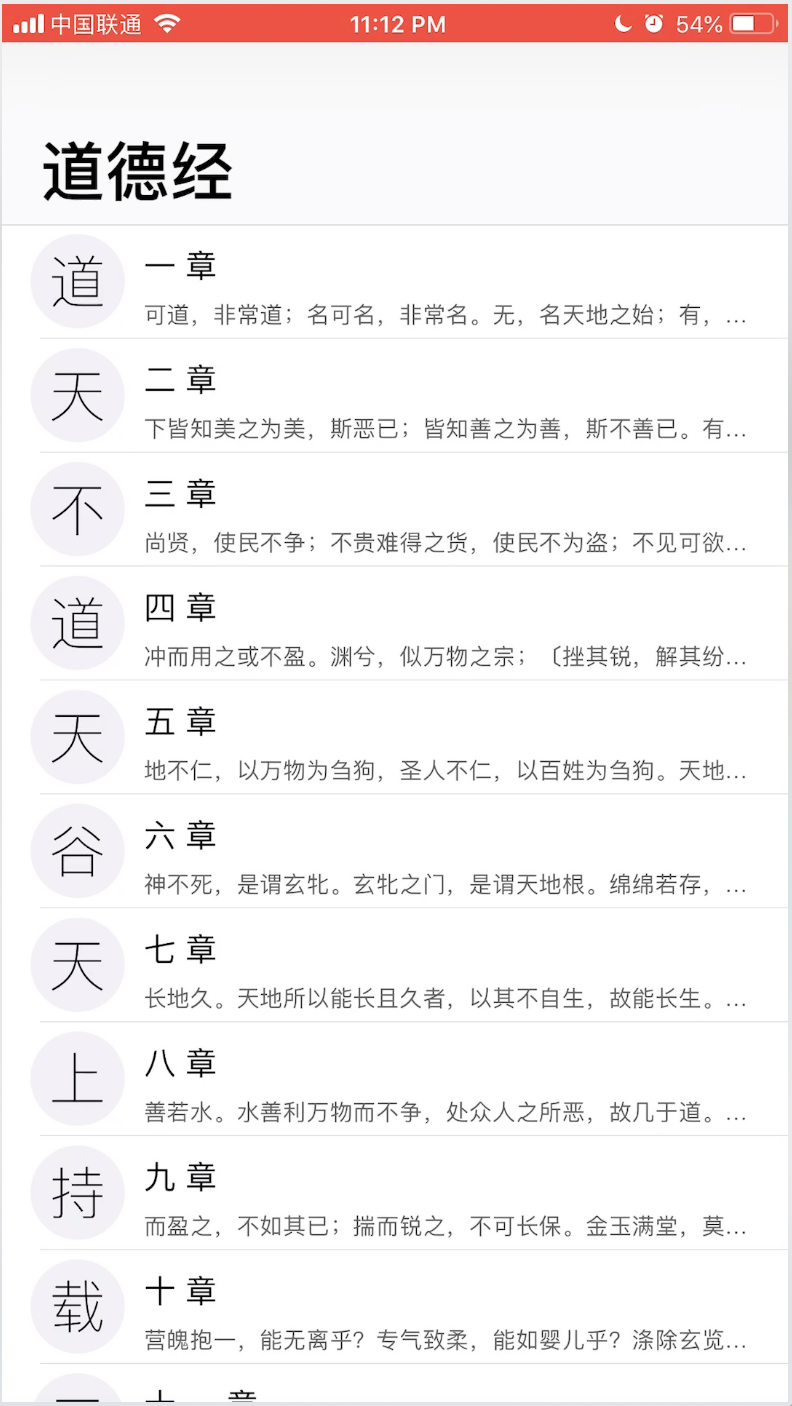 中国联通 11:12 PM 54%
道德经
道
一 章
可道，非常道；名可名，非常名。无，名天地之始；有，...
天
二 章
下皆知美之为美，斯恶已；皆知善之为善，斯不善已。有...
不
三 章
尚贤，使民不争；不贵难得之货，使民不为盗；不见可欲...
道
四 章
冲而用之或不盈。渊兮，似万物之宗；〔挫其锐，解其纷...
天
五 章
地不仁，以万物为刍狗，圣人不仁，以百姓为刍狗。天地...
谷
六 章
神不死，是谓玄牝。玄牝之门，是谓天地根。绵绵若存，...
天
七 章
长地久。天地所以能长且久者，以其不自生，故能长生。...
上
八 章
善若水。水善利万物而不争，处众人之所恶，故几于道。...
持
九 章
而盈之，不如其已；揣而锐之，不可长保。金玉满堂，莫...
载
十 章
营魄抱一，能无离乎？专气致柔，能如婴儿乎？涤除玄览...